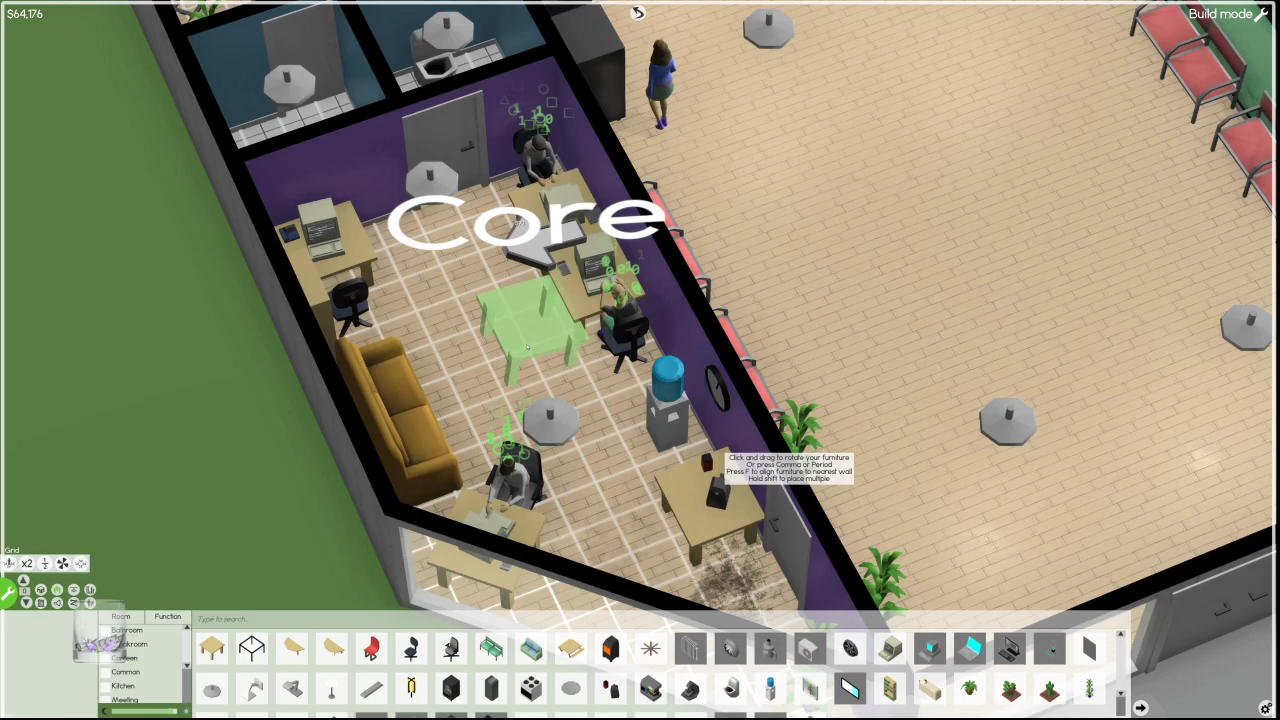 $64,176
Build mode
Core
Click and drag to rotate your furniture
Or press Comma or Period
Press F to align furniture to nearest wall
Hold shift to place multiple
Grid
x2
Room
Function
Type to search..
Bathroom
Canteen
Common
Kitchen
Meeting